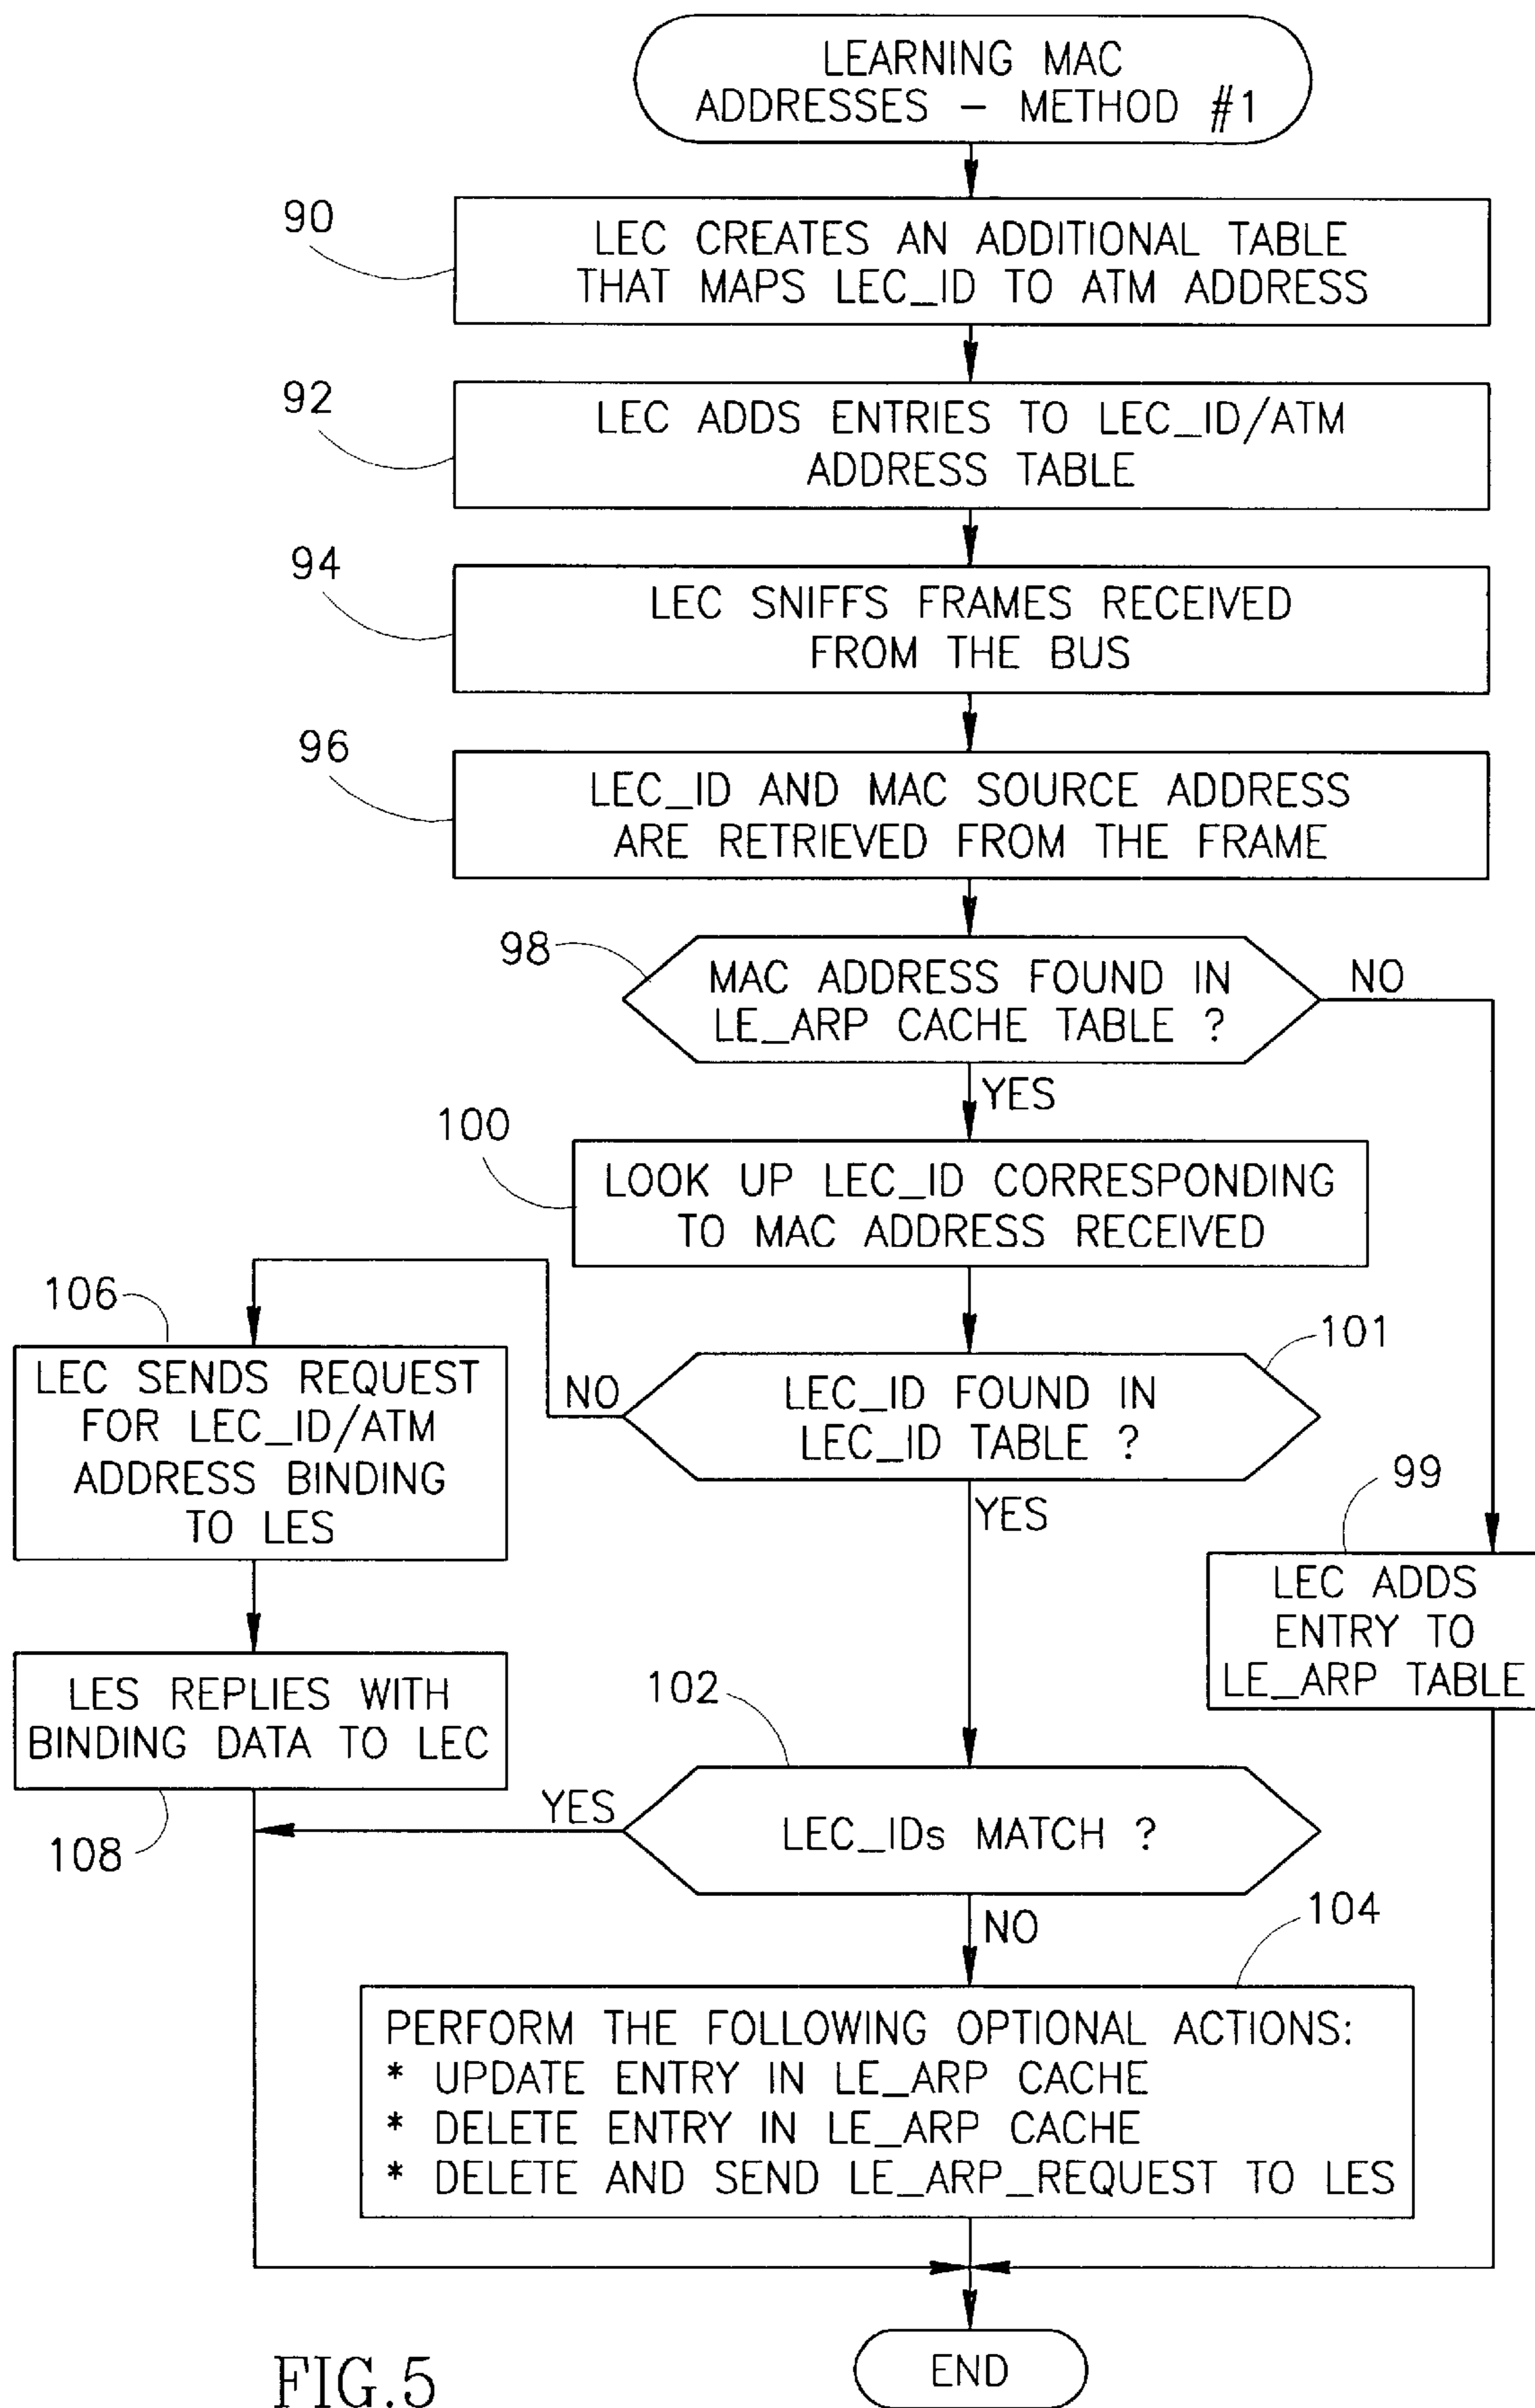 LEARNING MAC
ADDRESSES – METHOD #1
90
LEC CREATES AN ADDITIONAL TABLE
THAT MAPS LEC_ID TO ATM ADDRESS
92
LEC ADDS ENTRIES TO LEC_ID/ATM
ADDRESS TABLE
94
LEC SNIFFS FRAMES RECEIVED
FROM THE BUS
96
LEC_ID AND MAC SOURCE ADDRESS
ARE RETRIEVED FROM THE FRAME
98
MAC ADDRESS FOUND IN
LE_ARP CACHE TABLE ?
NO
YES
100
LOOK UP LEC_ID CORRESPONDING
TO MAC ADDRESS RECEIVED
106
LEC SENDS REQUEST
FOR LEC_ID/ATM
ADDRESS BINDING
TO LES
NO
LEC_ID FOUND IN
LEC_ID TABLE ?
101
YES
99
LEC ADDS
ENTRY TO
LE_ARP TABLE
LES REPLIES WITH
BINDING DATA TO LEC
108
102
YES
LEC_IDs MATCH ?
NO
104
PERFORM THE FOLLOWING OPTIONAL ACTIONS:
* UPDATE ENTRY IN LE_ARP CACHE
* DELETE ENTRY IN LE_ARP CACHE
* DELETE AND SEND LE_ARP_REQUEST TO LES
END
FIG.5